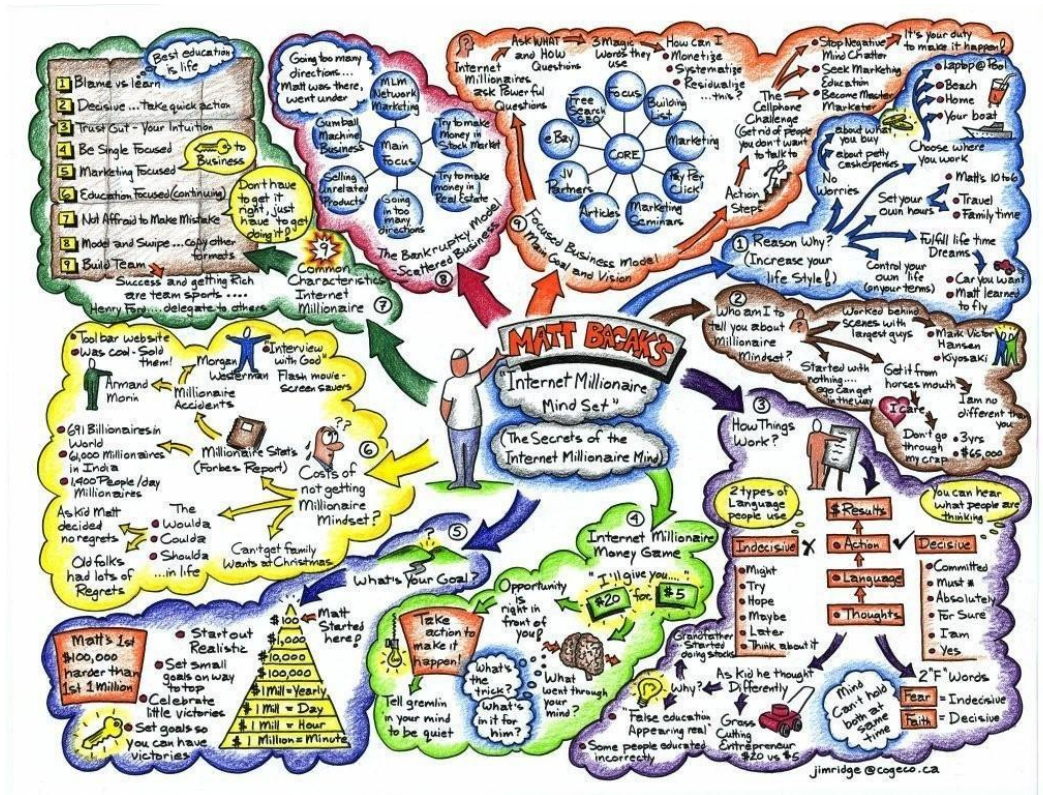 MATT BACAK'S
"Internet Millionaire
Mind Set"
(The Secrets of the
Internet Millionaire Mind)
①
Reason Why?
(Increase your
life Style!)
No
Worries
about what
you buy
about petty
cash expenses
Choose where
you work
Laptop@Pool
Beach
Home
Your boat
Set your
own hours
Matt's 10 to 6
Travel
Family time
Fulfill life time
Dreams
Car you want
Matt learned
to fly
Control your
own life
(on your terms)
②
Who am I to
tell you about
Millionaire
Mindset?
Worked behind
scenes with
largest guys
Mark Victor
Hansen
Kiyosaki
Started with
nothing....
ego can get
in the way
Get it from
horses mouth
I care
I am no
different than
you
Don't go
through
my crap
3yrs
$65,000
③
How Things
Work?
2 types of
Language
people use
You can hear
what people are
thinking
$ Results
Action
Language
Thoughts
Indecisive X
Might
Try
Hope
Maybe
Later
Think about it
Decisive
Committed
Must #
Absolutely
For Sure
I am
Yes
2 "F" Words
Fear = Indecisive
Faith = Decisive
Mind
Can't hold
both at
same
time
As Kid he thought
Differently
Why?
Grandfather
Started
doing stocks
"False education
Appearing real"
Some people educated
incorrectly
Grass
Cutting
Entrepreneur
$20 vs $5
④
Internet Millionaire
Money Game
"I'll give you....."
$20 for $5
Opportunity
is
right in
front of
you!
What
went through
your mind?
What's
the
trick?
What's
in it for
him?
Take
action to
make it
happen!
Tell gremlin
in your mind
to be quiet
⑤
What's Your Goal?
Matt
Started
here!
$100
$1,000
$10,000
$100,000
$1 Mill = Yearly
$1 Mill = Day
$1 Mill = Hour
$1 Million = Minute
Start out
Realistic
Set small
goals on way
to top
Celebrate
little victories
Set goals so
you can have
victories
Matt's 1st
$100,000
harder than
1st 1 Million
⑥
??
Costs of
not getting
Millionaire
Mindset?
Millionaire
Accidents
Morgan
Westerman
"Interview
with God"
Flash movie-
screen savers
Armand
Morin
Tool bar website
Was cow - Sold
them!
Millionaire Stats
(Forbes Report)
691 Billionaires in
World
61,000 Millionaires
in India
1,400 People/day
Millionaires
The
Woulda
Coulda
Shoulda
...in life
As Kid Matt
decided
no regrets
Old folks
had lots of
Regrets
Can't get family
Wants at Christmas
⑦
9
Common
Characteristics
Internet
Millionaire
Best education
is life
1 Blame vs learn
2 Decisive ... take quick action
3 Trust Gut - Your Intuition
4 Be Single Focused
5 Marketing Focused
6 Education Focused (continuing)
7 Not Affraid to Make Mistake
8 Model and Swipe ... copy other
formats
9 Build Team
to
Business
Don't have
to get it
right, just
have to get
doing it!
Success and getting Rich
are team sports ....
Henry Ford....delegate to others
⑧
The Bankruptcy Model
-Scattered Business
Going too many
directions....
Matt was there,
went under
Main
Focus
MLM
Network
Marketing
Try to make
Money in
Stock Market
Try to make
money in
Real Estate
Going
in too
many
directions
Selling
Unrelated
Products
Gumball
Machine
Business
⑨
Focused Business Model
Main Goal and Vision
Internet
Millionaires
ask Powerful
Questions
Ask WHAT
and HOW
Questions
3 Magic
Words they
use
How can I
Monetize
Systematize
Residualize
....this?
CORE
Focus
Building
List
Marketing
Pay Per
Click
Marketing
Seminars
Articles
JV
Partners
eBay
Free
Search
SEO
Action
Steps
The
Cellphone
Challenge
(Get rid of people
you don't want
to talk to)
Stop Negative
Mind Chatter
Seek Marketing
Education
Become Master
Marketer
It's your duty
to make it happen!
jimridge@cogeco.ca